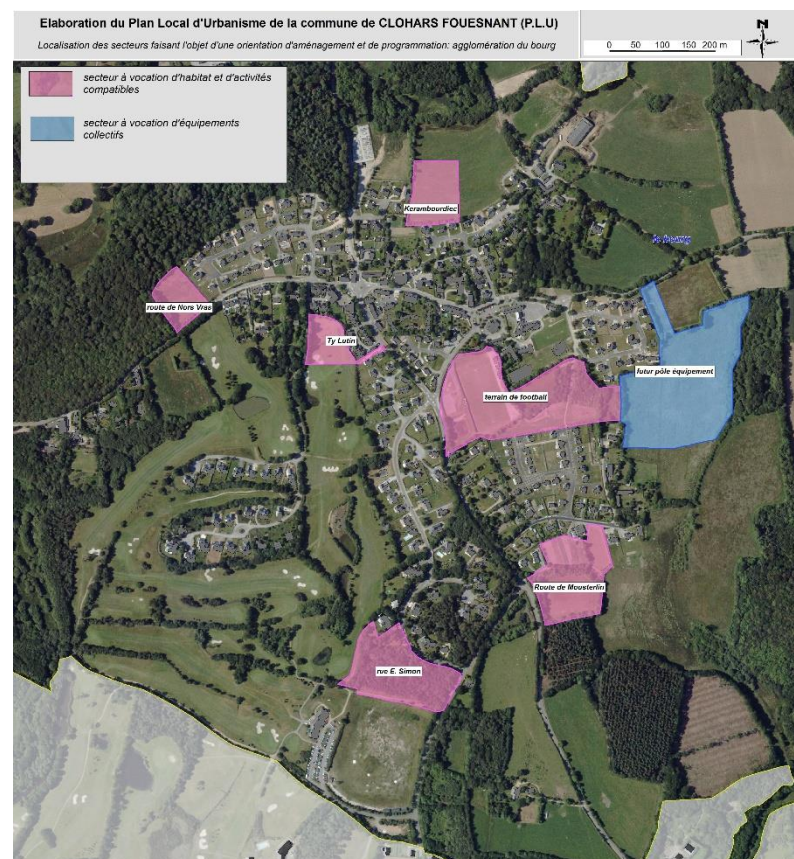 Elaboration du Plan Local d'Urbanisme de la commune de CLOHARS FOUESNANT (P.L.U)
Localisation des secteurs faisant l'objet d'une orientation d'aménagement et de programmation: agglomération du bourg
0 50 100 150 200 m
N
secteur à vocation d'habitat et d'activités
compatibles
secteur à vocation d'équipements
collectifs
Kerambourdiec
le bourg
route de Nors Vras
Ty Lutin
futur pôle équipement
terrain de football
Route de Mousterlin
rue E. Simon